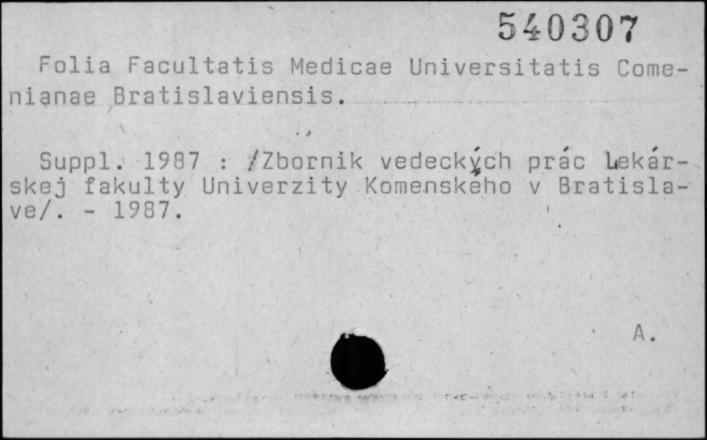 540307
Folia Facultatis Medicae Universitatis Come-
nianae Bratislaviensis.
Suppl. 1987 : /Zbornik vedeckých prác Lekár-
skej fakulty Univerzity Komenského v Bratisla-
ve/. - 1987.
A.